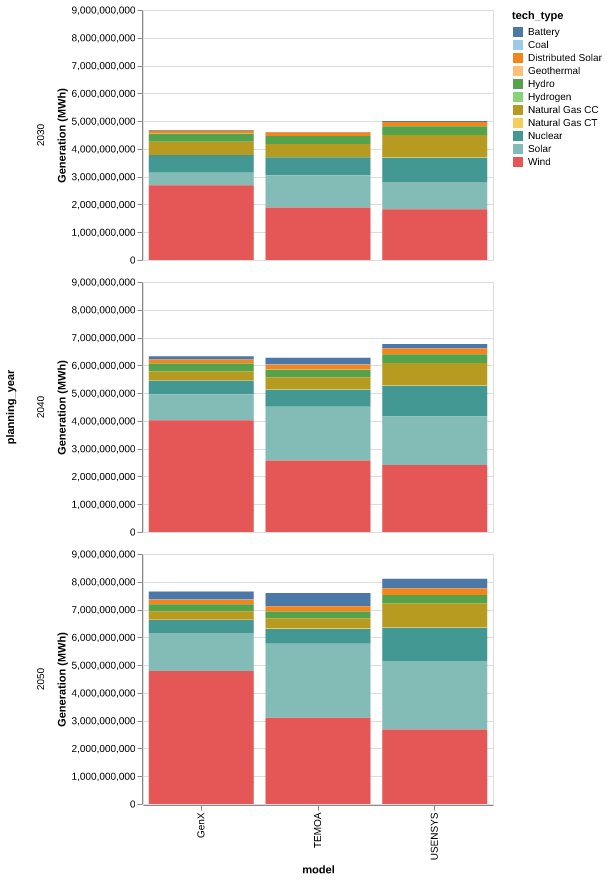 planning_year
2030
Generation (MWh)
9,000,000,000
8,000,000,000
7,000,000,000
6,000,000,000
5,000,000,000
4,000,000,000
3,000,000,000
2,000,000,000
1,000,000,000
0
2040
Generation (MWh)
9,000,000,000
8,000,000,000
7,000,000,000
6,000,000,000
5,000,000,000
4,000,000,000
3,000,000,000
2,000,000,000
1,000,000,000
0
2050
Generation (MWh)
9,000,000,000
8,000,000,000
7,000,000,000
6,000,000,000
5,000,000,000
4,000,000,000
3,000,000,000
2,000,000,000
1,000,000,000
0
GenX
TEMOA
USENSYS
model
tech_type
Battery
Coal
Distributed Solar
Geothermal
Hydro
Hydrogen
Natural Gas CC
Natural Gas CT
Nuclear
Solar
Wind